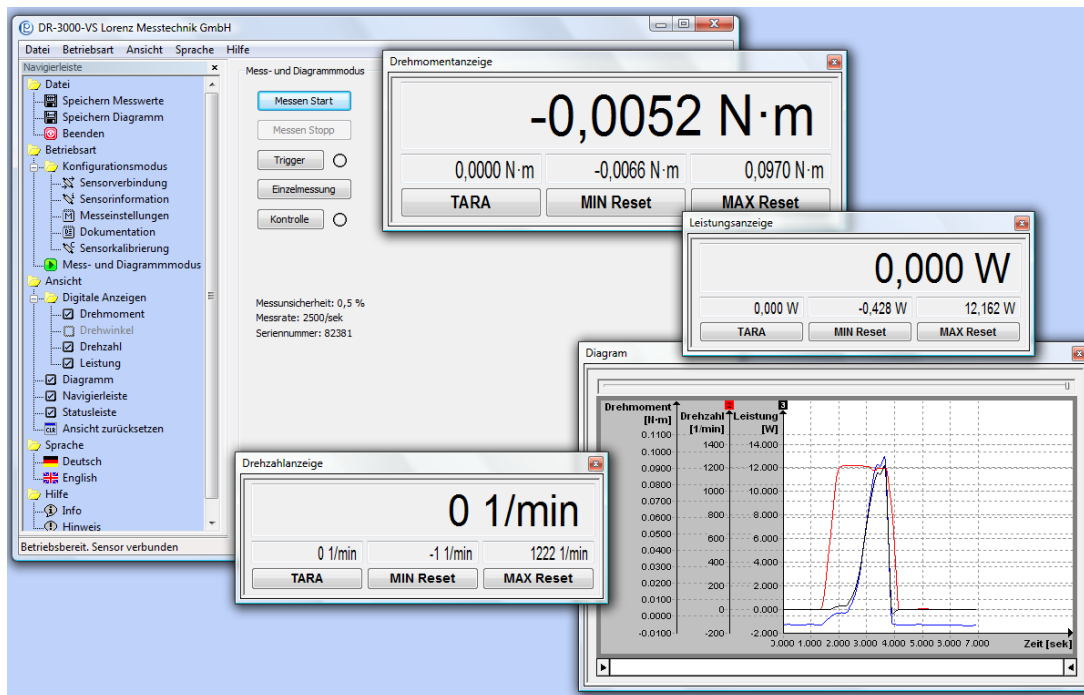 DR-3000-VS Lorenz Messtechnik GmbH
Datei Betriebsart Ansicht Sprache Hilfe
Navigierleiste
Datei
Speichern Messwerte
Speichern Diagramm
Beenden
Betriebsart
Konfigurationsmodus
Sensorverbindung
Sensorinformation
Messeinstellungen
Dokumentation
Sensorkalibrierung
Mess- und Diagrammmodus
Ansicht
Digitale Anzeigen
Drehmoment
Drehwinkel
Drehzahl
Leistung
Diagramm
Navigierleiste
Statusleiste
CLR Ansicht zurücksetzen
Sprache
Deutsch
English
Hilfe
Info
Hinweis
Betriebsbereit. Sensor verbunden
Mess- und Diagrammodus
Messen Start
Messen Stopp
Trigger
Einzelmessung
Kontrolle
Messunsicherheit: 0,5 %
Messrate: 2500/sek
Seriennummer: 82381
Drehmomentanzeige
-0,0052 N·m
0,0000 N·m -0,0066 N·m 0,0970 N·m
TARA MIN Reset MAX Reset
Leistungsanzeige
0,000 W
0,000 W -0,428 W 12,162 W
TARA MIN Reset MAX Reset
Drehzahlanzeige
0 1/min
0 1/min -1 1/min 1222 1/min
TARA MIN Reset MAX Reset
Diagram
2 3
Drehmoment Drehzahl Leistung
[N·m] [1/min] [W]
0.1100 1400 14.000
0.1000
0.0900 1200 12.000
0.0800
0.0700 1000 10.000
0.0600 800 8.000
0.0500
0.0400 600 6.000
0.0300 400 4.000
0.0200 200 2.000
0.0100
0.0000 0 0.000
-0.0100 -200 -2.000
0.000 1.000 2.000 3.000 4.000 5.000 6.000 7.000 Zeit [sek]